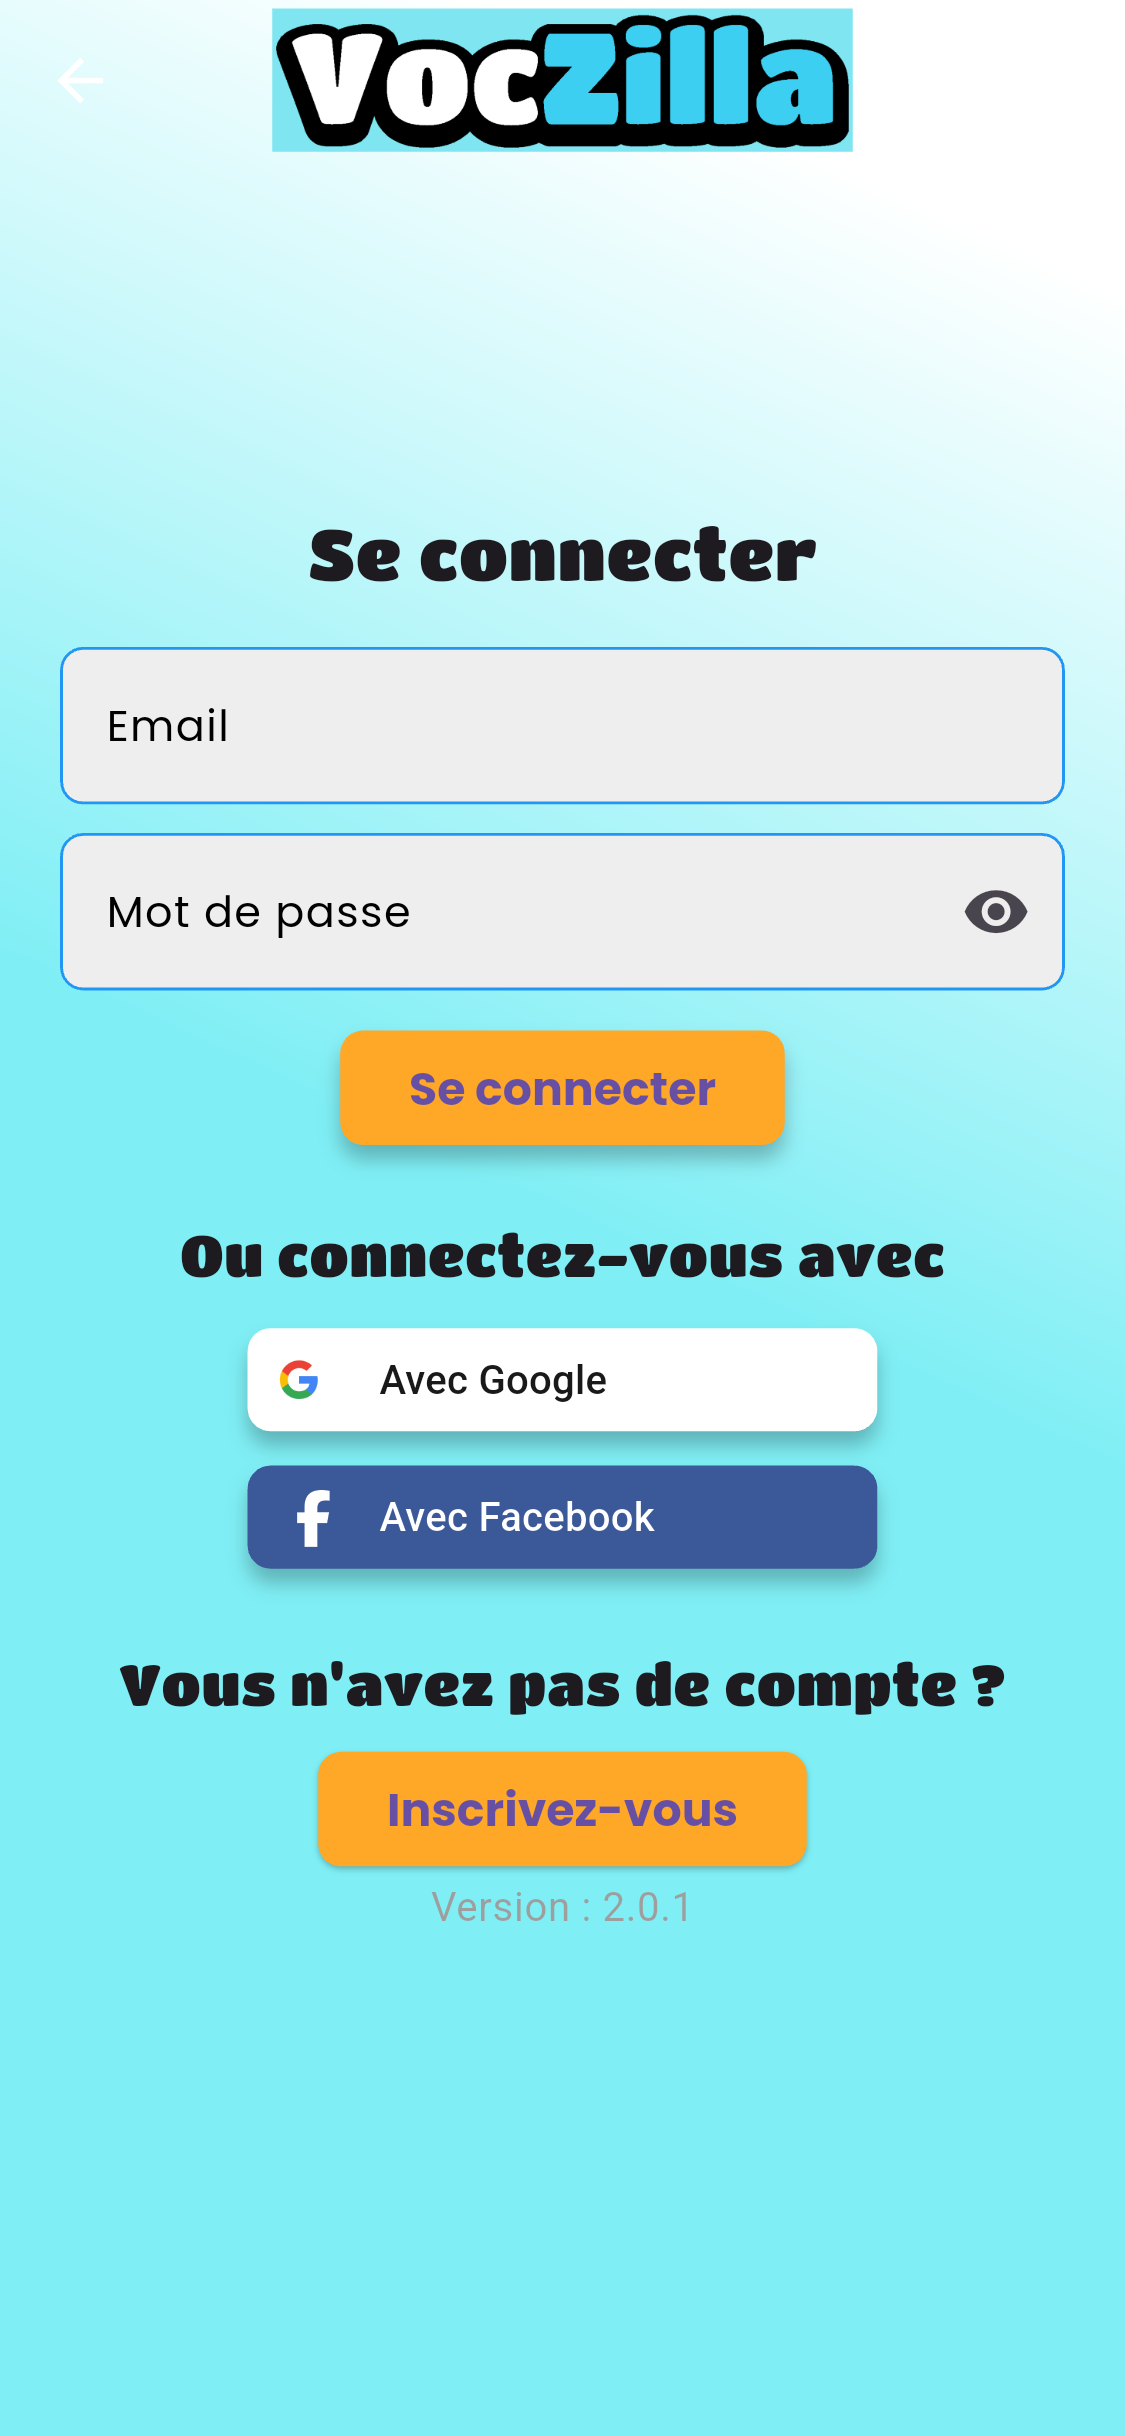 VocZilla
Se connecter
Email
Mot de passe
Se connecter
Ou connectez-vous avec
Avec Google
Avec Facebook
Vous n'avez pas de compte ?
Inscrivez-vous
Version : 2.0.1